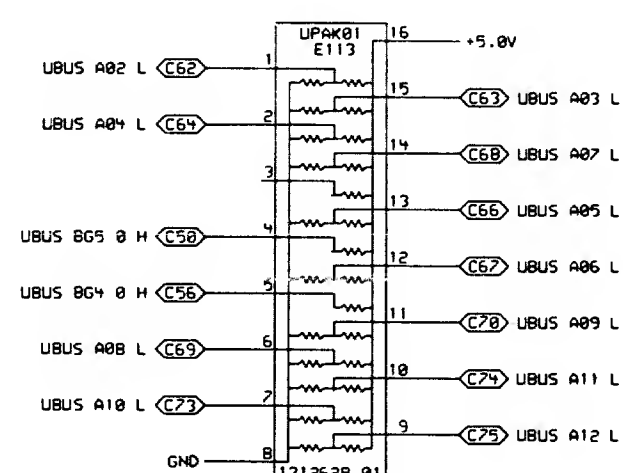 UPAK01
E113
16
+5.0V
1
UBUS A02 L C62
15
C63 UBUS A03 L
2
UBUS A04 L C64
14
C68 UBUS A07 L
3
13
C66 UBUS A05 L
4
UBUS BG5 0 H C50
12
C67 UBUS A06 L
5
UBUS BG4 0 H C56
11
C70 UBUS A09 L
6
UBUS A08 L C69
10
C74 UBUS A11 L
7
UBUS A10 L C73
9
C75 UBUS A12 L
8
GND
1213628 01